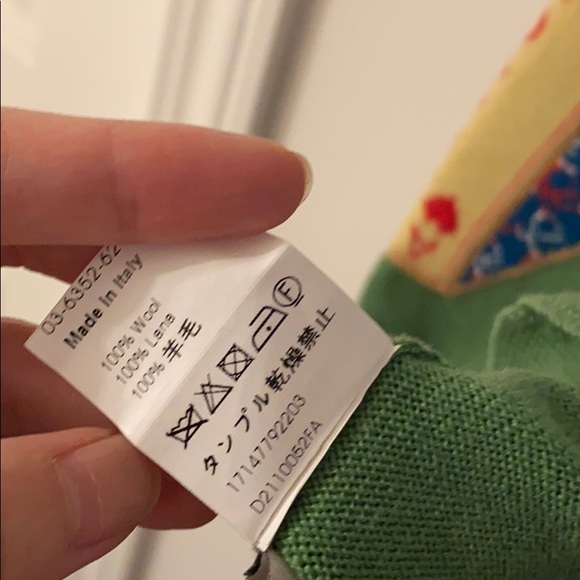 03-6352-62
Made in Italy
100% Wool
100% Lana
100% 羊毛
F
タンブル乾燥禁止
17147792203
D2110052FA